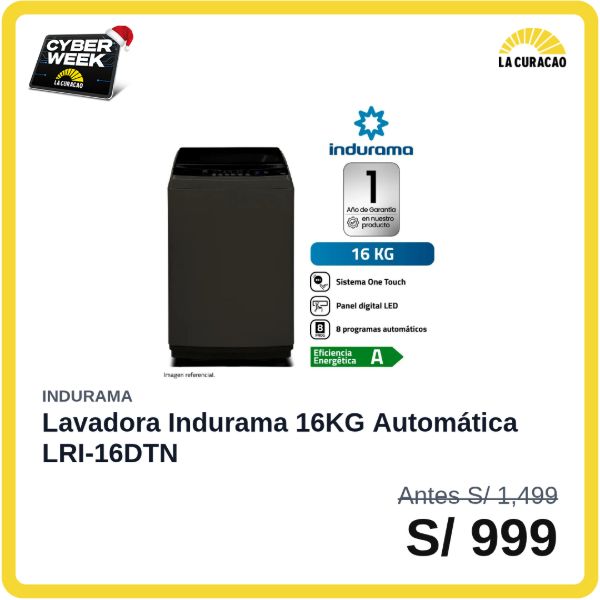 CYBER
WEEK
LA CURACAO
LA CURACAO
indurama
1
Año de Garantía
en nuestro
producto
16 KG
Sistema One Touch
Panel digital LED
8
PROG
8 programas automáticos
Eficiencia
Energética
A
Imagen referencial.
INDURAMA
Lavadora Indurama 16KG Automática
LRI-16DTN
Antes S/ 1,499
S/ 999